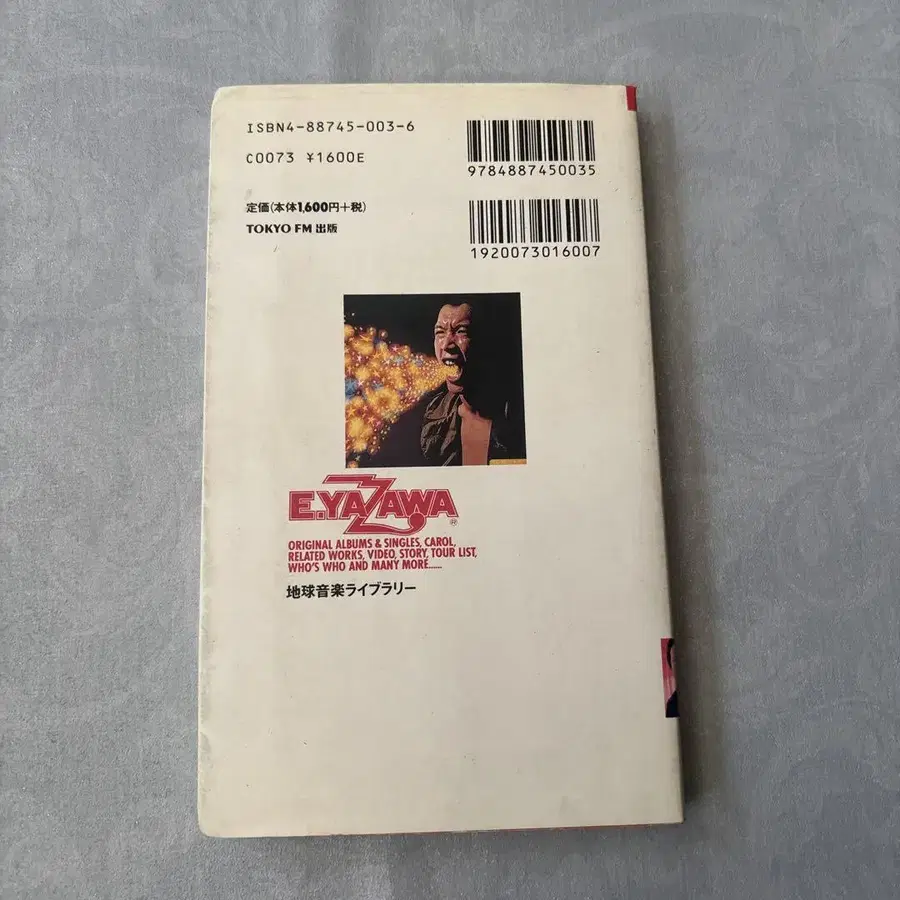 ISBN4-88745-003-6
C0073 ¥1600E
定価(本体1,600円+税)
TOKYO FM 出版
9784887450035
1920073016007
E.YAZAWA
®
ORIGINAL ALBUMS & SINGLES, CAROL,
RELATED WORKS, VIDEO, STORY, TOUR LIST,
WHO'S WHO AND MANY MORE......
地球音楽ライブラリー